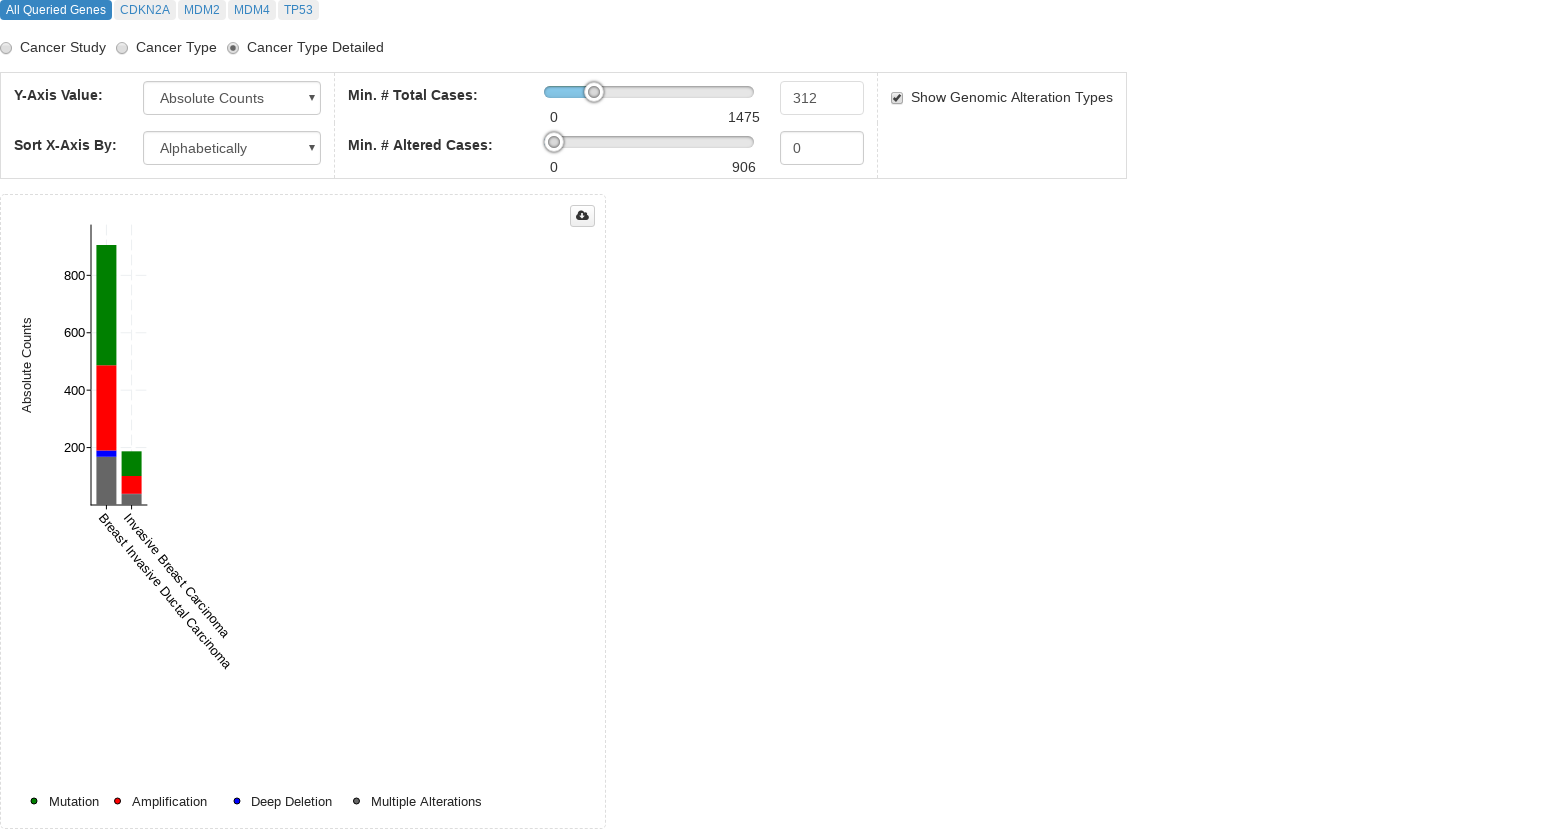 All Queried Genes CDKN2A MDM2 MDM4 TP53
Cancer Study Cancer Type Cancer Type Detailed
Y-Axis Value: Absolute Counts Min. # Total Cases: 312 Show Genomic Alteration Types
0 1475
Sort X-Axis By: Alphabetically Min. # Altered Cases: 0
0 906
800
600
400
200
Absolute Counts
Breast Invasive Ductal Carcinoma
Invasive Breast Carcinoma
Mutation Amplification Deep Deletion Multiple Alterations